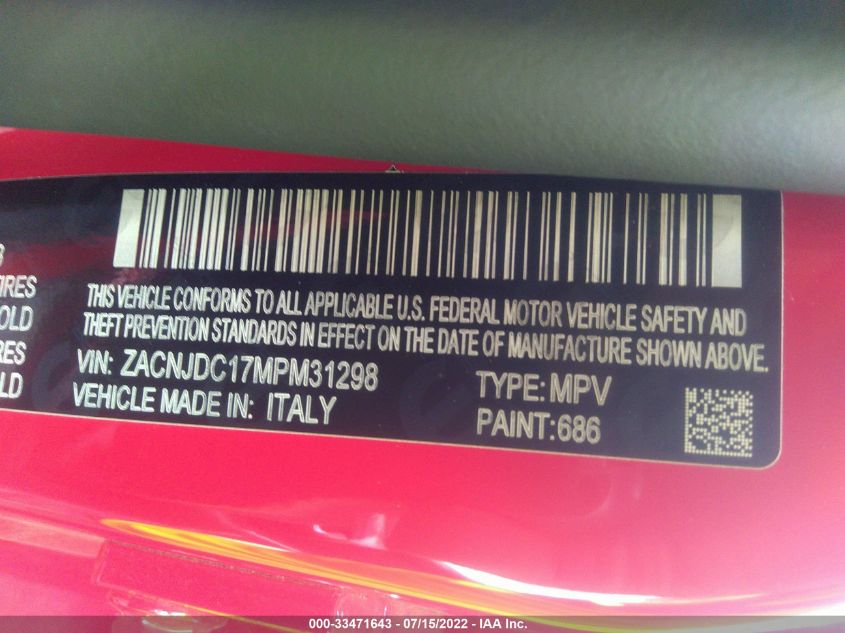 THIS VEHICLE CONFORMS TO ALL APPLICABLE U.S. FEDERAL MOTOR VEHICLE SAFETY AND
THEFT PREVENTION STANDARDS IN EFFECT ON THE DATE OF MANUFACTURE SHOWN ABOVE.
VIN: ZACNJDC17MPM31298 TYPE: MPV
VEHICLE MADE IN: ITALY PAINT:686
OLD
LD
000-33471643 - 07/15/2022 - IAA Inc.